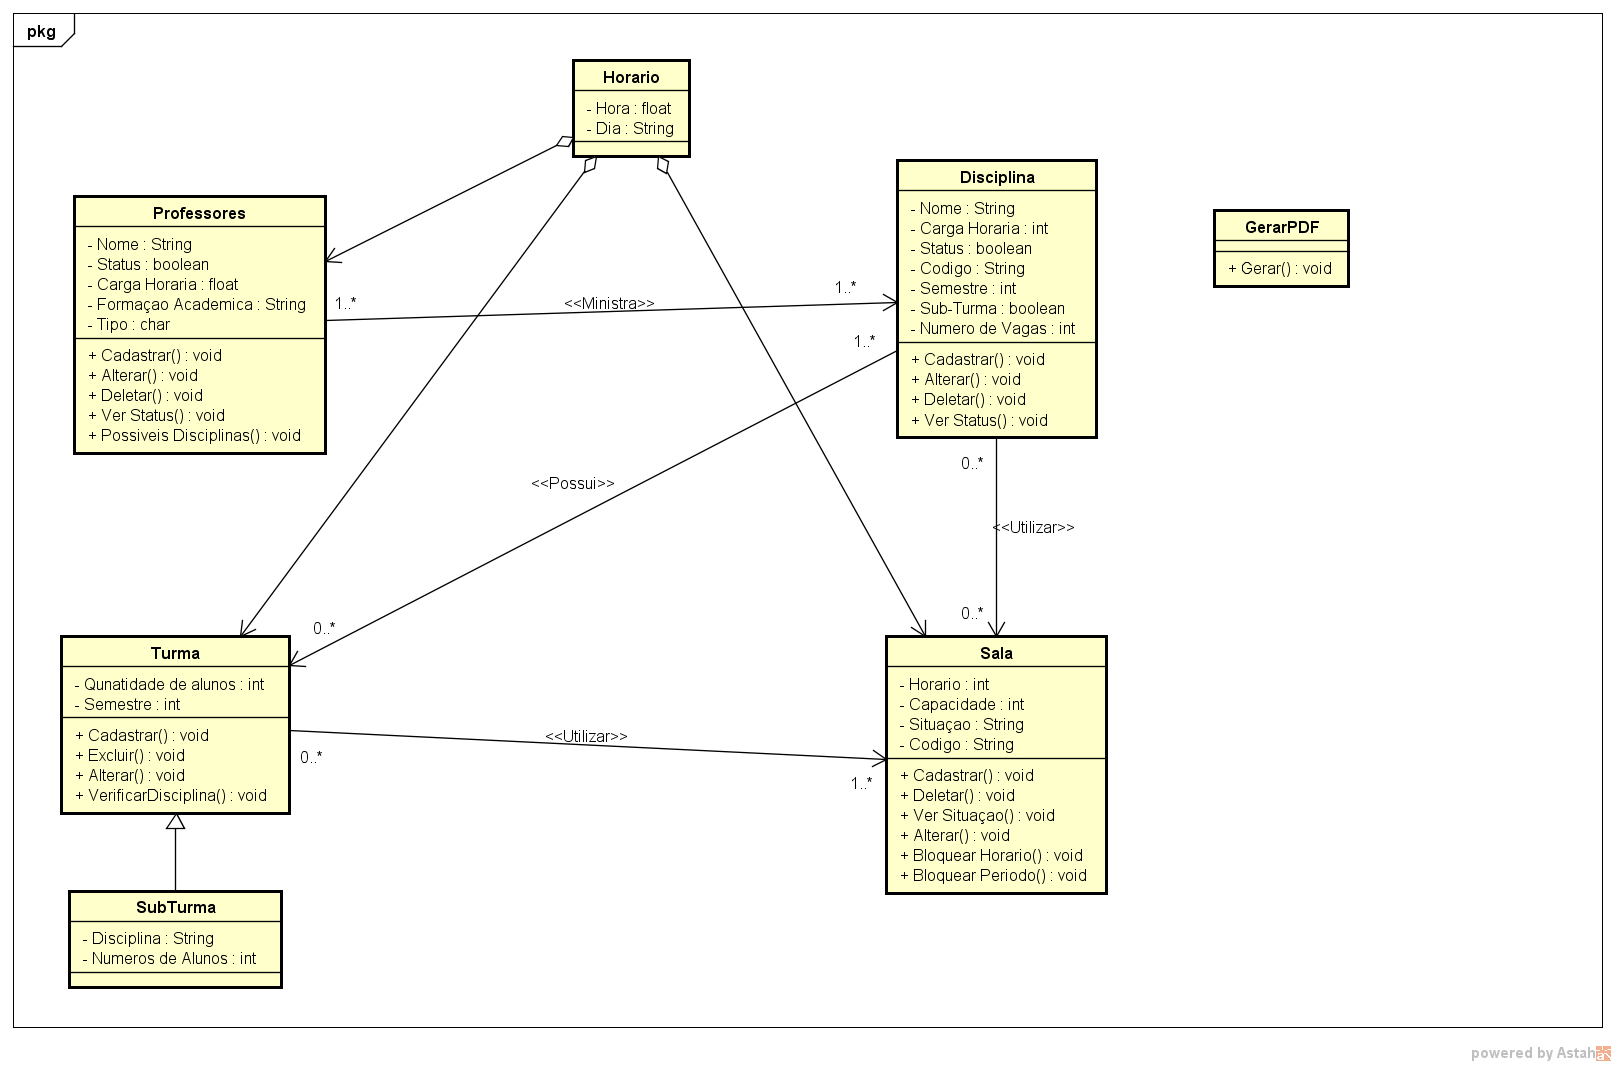 pkg
Horario
- Hora : float
- Dia : String
Professores
- Nome : String
- Status : boolean
- Carga Horaria : float
- Formaçao Academica : String
- Tipo : char
+ Cadastrar() : void
+ Alterar() : void
+ Deletar() : void
+ Ver Status() : void
+ Possiveis Disciplinas() : void
1..*
<<Ministra>>
1..*
Disciplina
- Nome : String
- Carga Horaria : int
- Status : boolean
- Codigo : String
- Semestre : int
- Sub-Turma : boolean
- Numero de Vagas : int
+ Cadastrar() : void
+ Alterar() : void
+ Deletar() : void
+ Ver Status() : void
GerarPDF
+ Gerar() : void
1..*
<<Possui>>
0..*
0..*
<<Utilizar>>
0..*
Turma
- Qunatidade de alunos : int
- Semestre : int
+ Cadastrar() : void
+ Excluir() : void
+ Alterar() : void
+ VerificarDisciplina() : void
0..*
<<Utilizar>>
1..*
Sala
- Horario : int
- Capacidade : int
- Situaçao : String
- Codigo : String
+ Cadastrar() : void
+ Deletar() : void
+ Ver Situaçao() : void
+ Alterar() : void
+ Bloquear Horario() : void
+ Bloquear Periodo() : void
SubTurma
- Disciplina : String
- Numeros de Alunos : int
powered by Astah